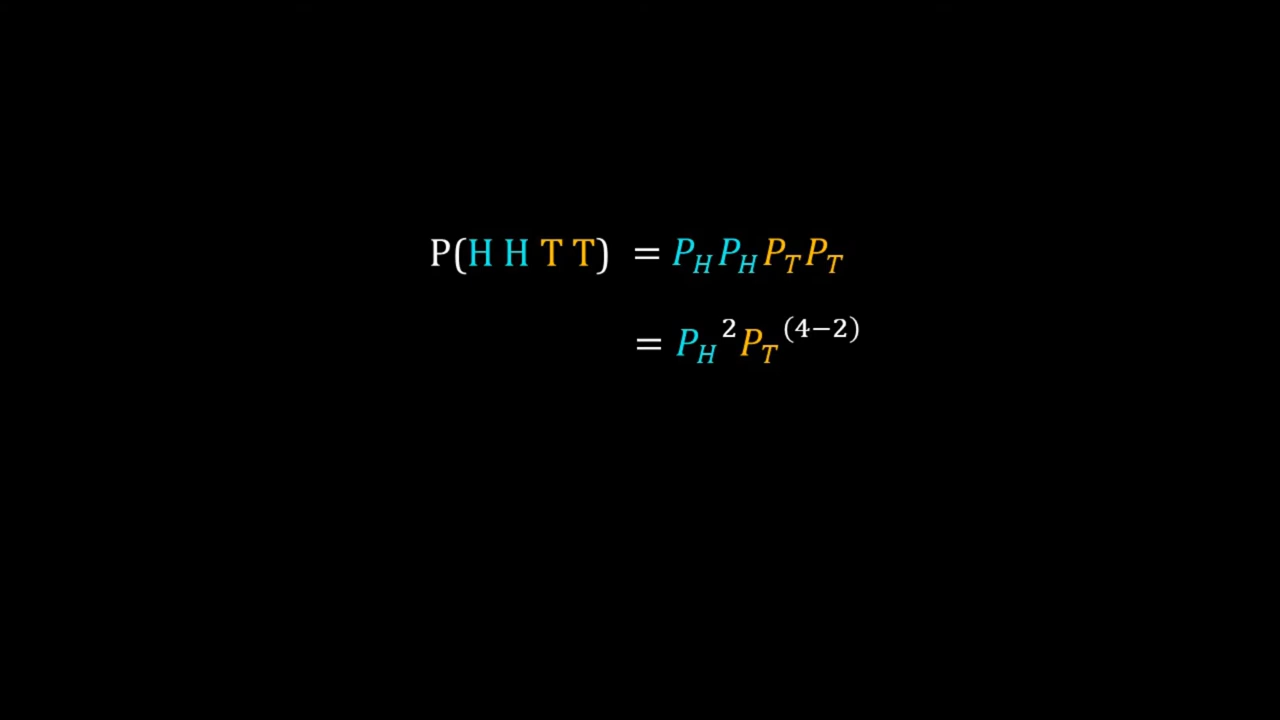 P(H H T T) = P_H P_H P_T P_T
= P_H^2 P_T^(4−2)